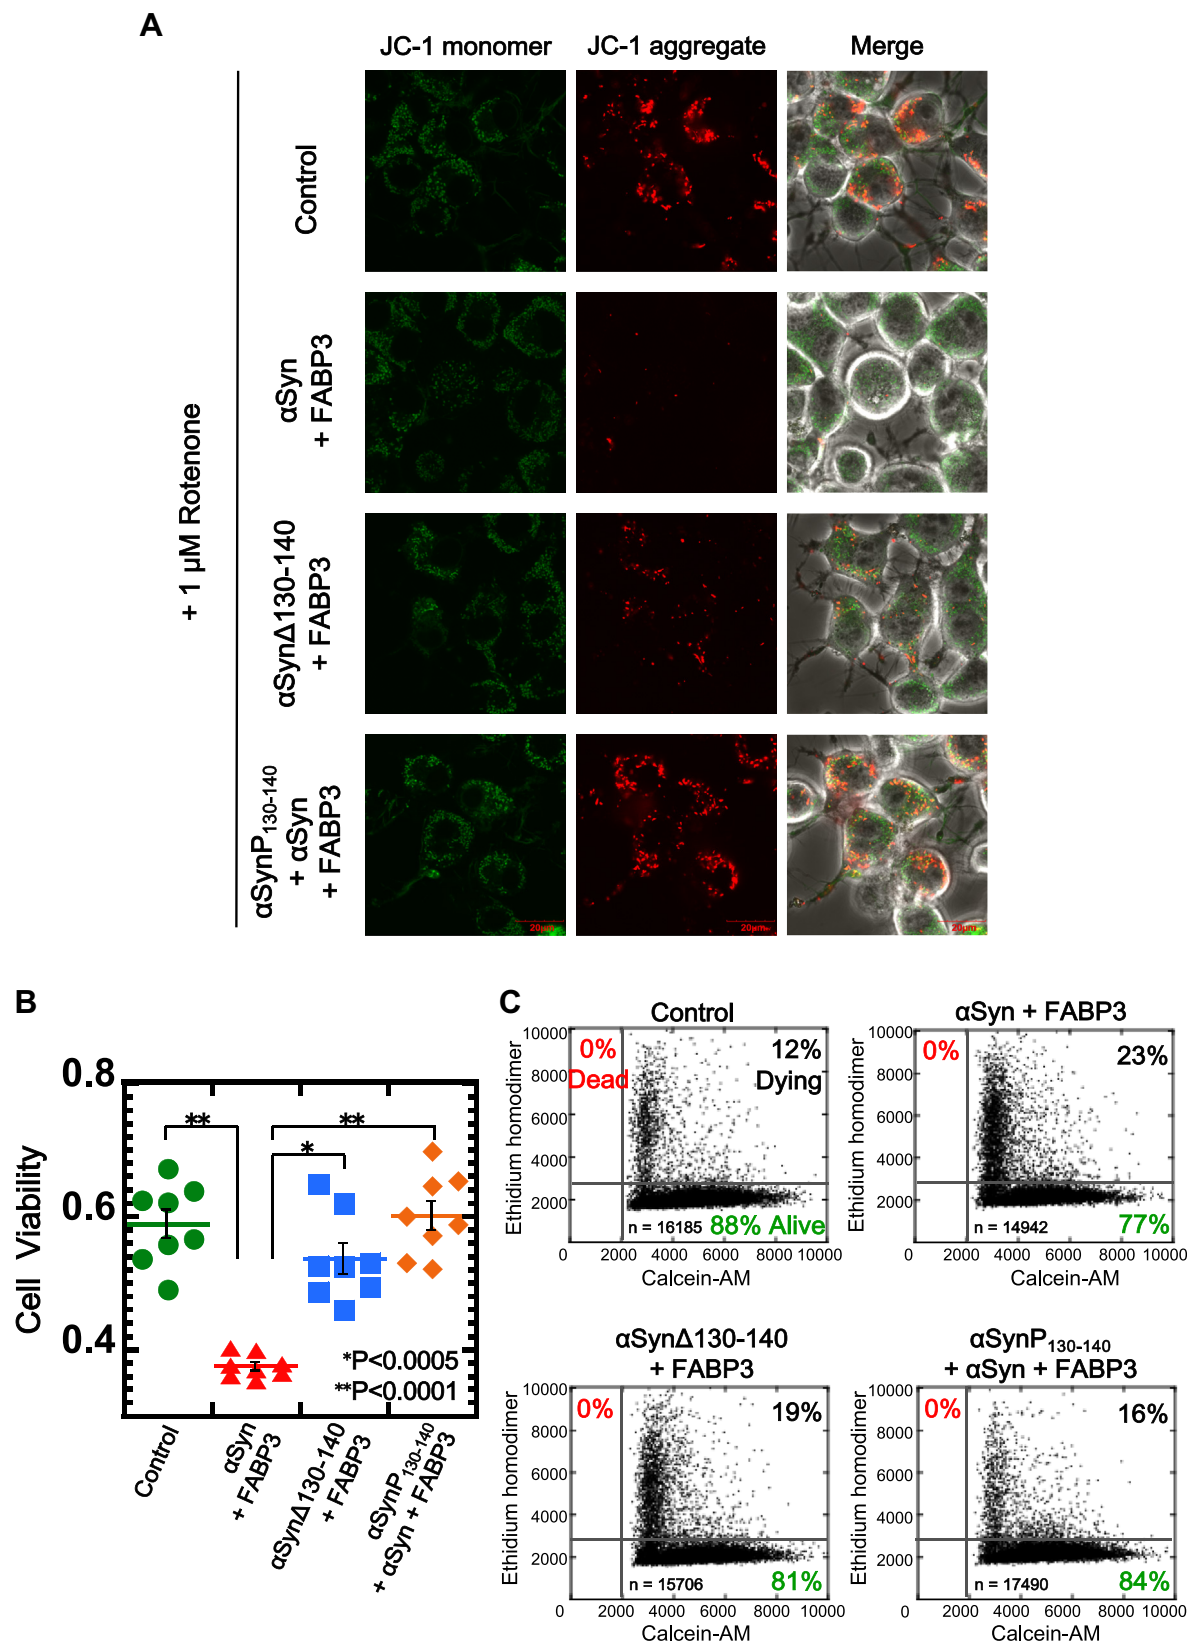 A
JC-1 monomer
JC-1 aggregate
Merge
+ 1 µM Rotenone
Control
αSyn
+ FABP3
αSynΔ130-140
+ FABP3
αSynP130-140
+ αSyn
+ FABP3
20µm
20µm
20µm
B
Cell Viability
0.8
0.6
0.4
**
*
**
*P<0.0005
**P<0.0001
Control
αSyn
+ FABP3
αSynΔ130-140
+ FABP3
αSynP130-140
+ αSyn + FABP3
C
Control
Ethidium homodimer
10000
8000
6000
4000
2000
0%
Dead
12%
Dying
n = 16185
88% Alive
0
2000
4000
6000
8000
10000
Calcein-AM
αSyn + FABP3
Ethidium homodimer
10000
8000
6000
4000
2000
0%
23%
n = 14942
77%
0
2000
4000
6000
8000
10000
Calcein-AM
αSynΔ130-140
+ FABP3
Ethidium homodimer
10000
8000
6000
4000
2000
0%
19%
n = 15706
81%
0
2000
4000
6000
8000
10000
Calcein-AM
αSynP130-140
+ αSyn + FABP3
Ethidium homodimer
10000
8000
6000
4000
2000
0%
16%
n = 17490
84%
0
2000
4000
6000
8000
10000
Calcein-AM